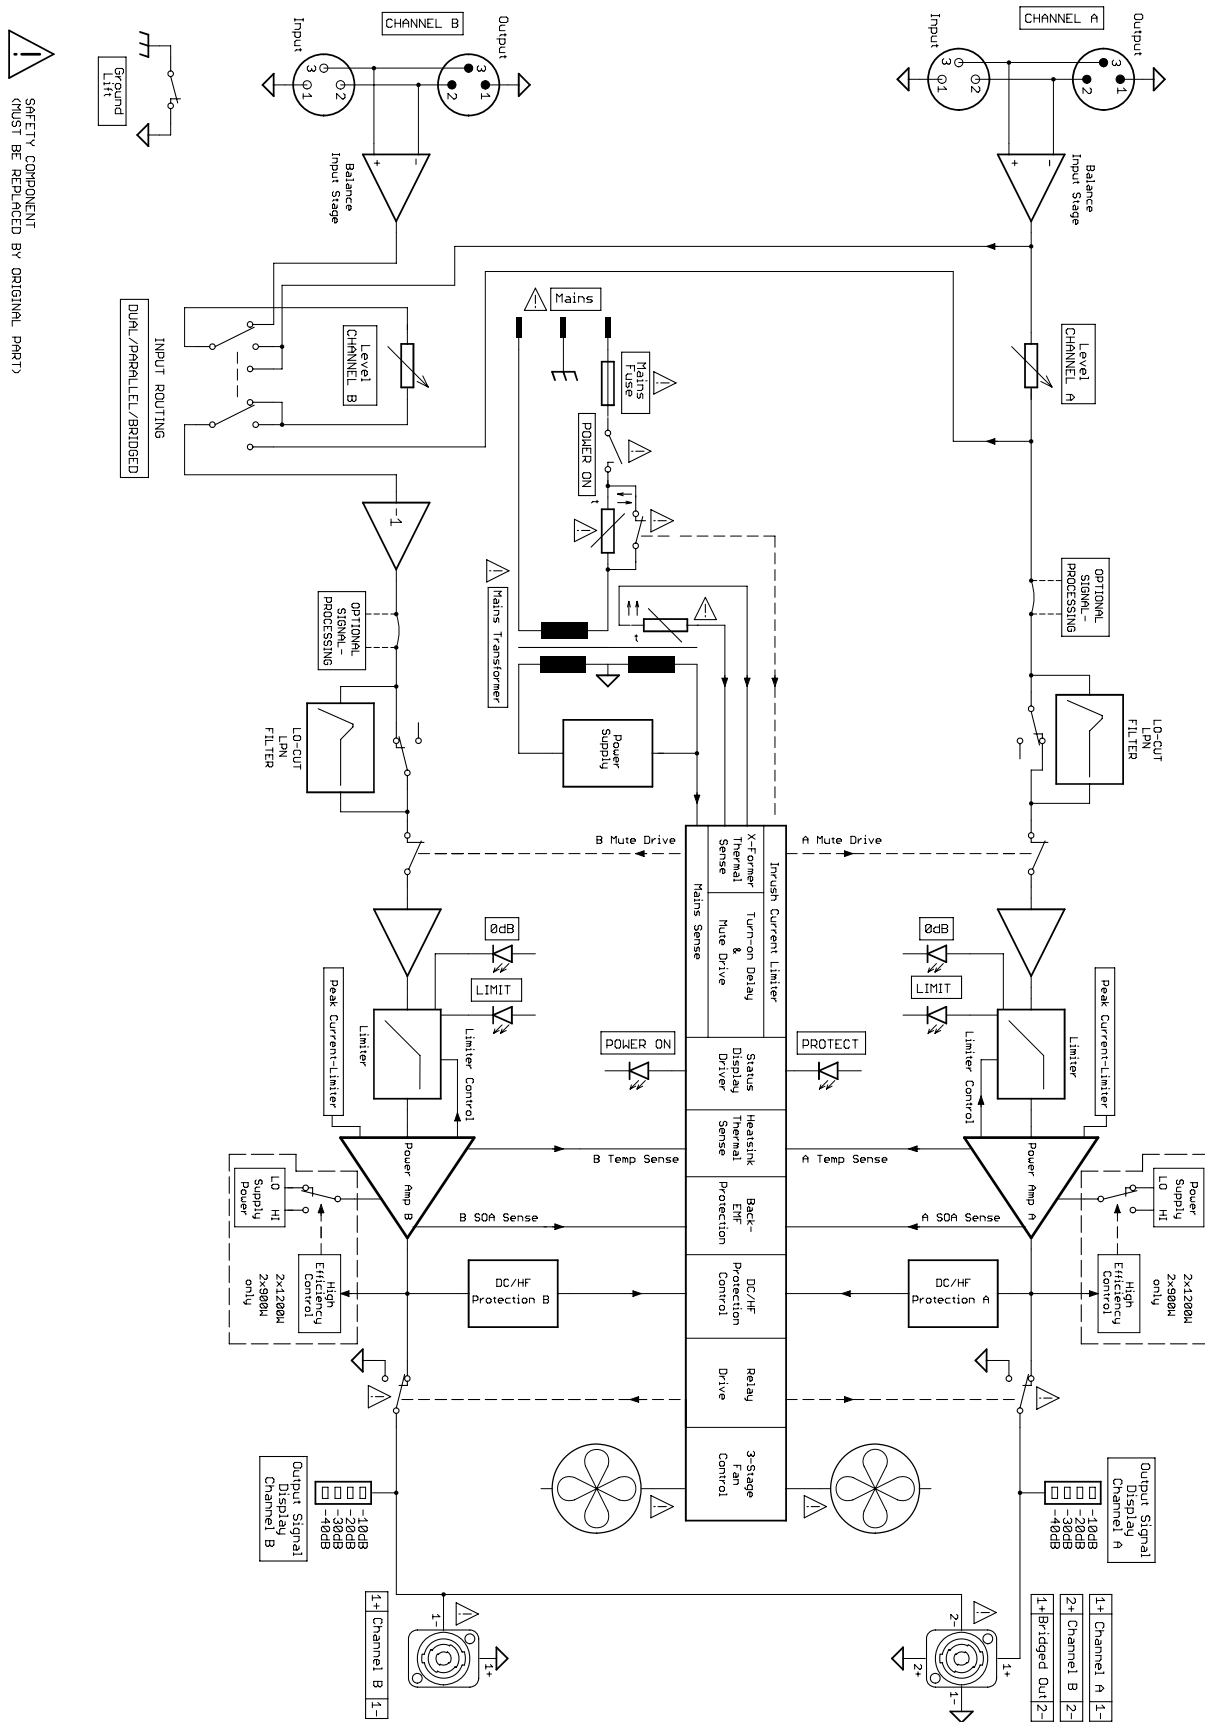 CHANNEL A
Output
Input
3
2
1
3
2
1
-
+
Balance
Input Stage
Level
CHANNEL A
OPTIONAL
SIGNAL-
PROCESSING
LO-CUT
LPN
FILTER
A Mute Drive
0dB
LIMIT
Limiter
Limiter Control
Peak Current-Limiter
Power Amp A
Power
Supply
LO HI
High
Efficiency
Control
2x1200W
2x900W
only
A Temp Sense
A SOA Sense
DC/HF
Protection A
Output Signal
Display
Channel A
-10dB
-20dB
-30dB
-40dB
1+ Channel A 1-
2+ Channel B 2-
1+ Bridged Out 2-
1+
1-
2+
2-
Mains
Mains
Fuse
POWER ON
t
t
Mains Transformer
Power
Supply
Inrush Current Limiter
X-Former
Thermal
Sense
Turn-on Delay
&
Mute Drive
Mains Sense
PROTECT
POWER ON
Status
Display
Driver
Heatsink
Thermal
Sense
Back-
EMF
Protection
DC/HF
Protection
Control
Relay
Drive
3-Stage
Fan
Control
CHANNEL B
Output
Input
3
2
1
3
2
1
-
+
Balance
Input Stage
Level
CHANNEL B
INPUT ROUTING
DUAL/PARALLEL/BRIDGED
-1
OPTIONAL
SIGNAL-
PROCESSING
LO-CUT
LPN
FILTER
B Mute Drive
0dB
LIMIT
Limiter
Limiter Control
Peak Current-Limiter
Power Amp B
LO HI
Supply
Power
High
Efficiency
Control
2x1200W
2x900W
only
B Temp Sense
B SOA Sense
DC/HF
Protection B
-10dB
-20dB
-30dB
-40dB
Output Signal
Display
Channel B
1+ Channel B 1-
1-
1+
Ground
Lift
SAFETY COMPONENT
(MUST BE REPLACED BY ORIGINAL PART)